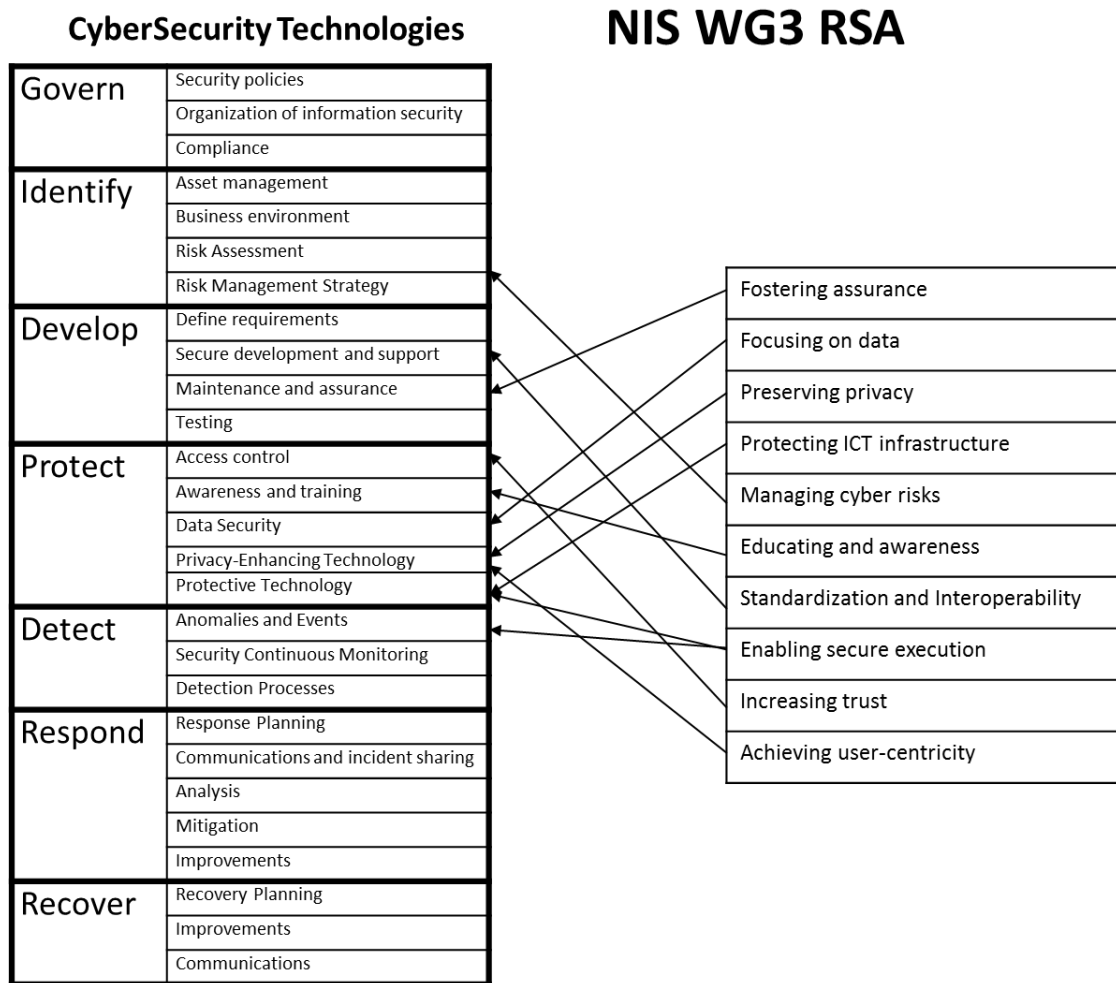 CyberSecurity Technologies
NIS WG3 RSA
Govern
Security policies
Organization of information security
Compliance
Identify
Asset management
Business environment
Risk Assessment
Risk Management Strategy
Develop
Define requirements
Secure development and support
Maintenance and assurance
Testing
Protect
Access control
Awareness and training
Data Security
Privacy-Enhancing Technology
Protective Technology
Detect
Anomalies and Events
Security Continuous Monitoring
Detection Processes
Respond
Response Planning
Communications and incident sharing
Analysis
Mitigation
Improvements
Recover
Recovery Planning
Improvements
Communications
Fostering assurance
Focusing on data
Preserving privacy
Protecting ICT infrastructure
Managing cyber risks
Educating and awareness
Standardization and Interoperability
Enabling secure execution
Increasing trust
Achieving user-centricity